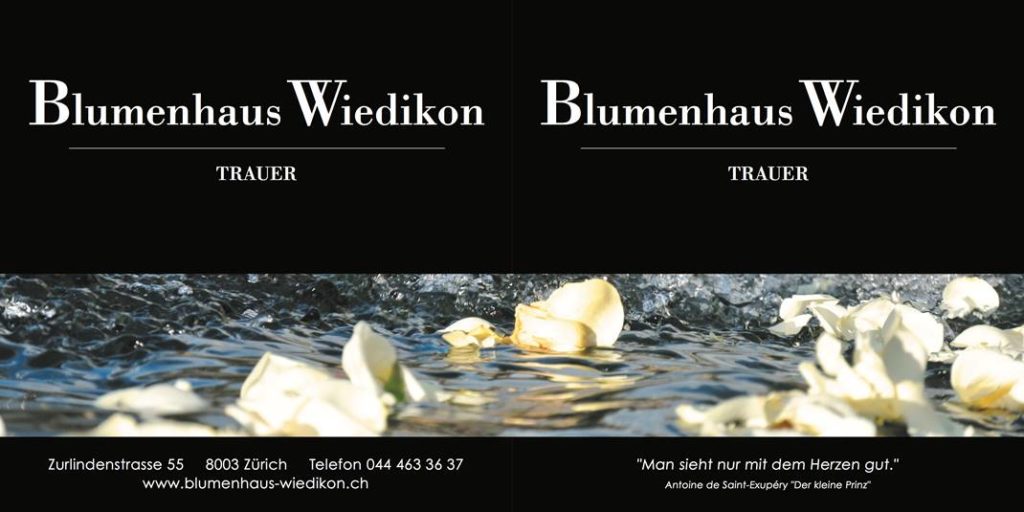 Blumenhaus Wiedikon
TRAUER
Zurlindenstrasse 55 8003 Zürich Telefon 044 463 36 37
www.blumenhaus-wiedikon.ch
Blumenhaus Wiedikon
TRAUER
"Man sieht nur mit dem Herzen gut."
Antoine de Saint-Exupéry "Der kleine Prinz"